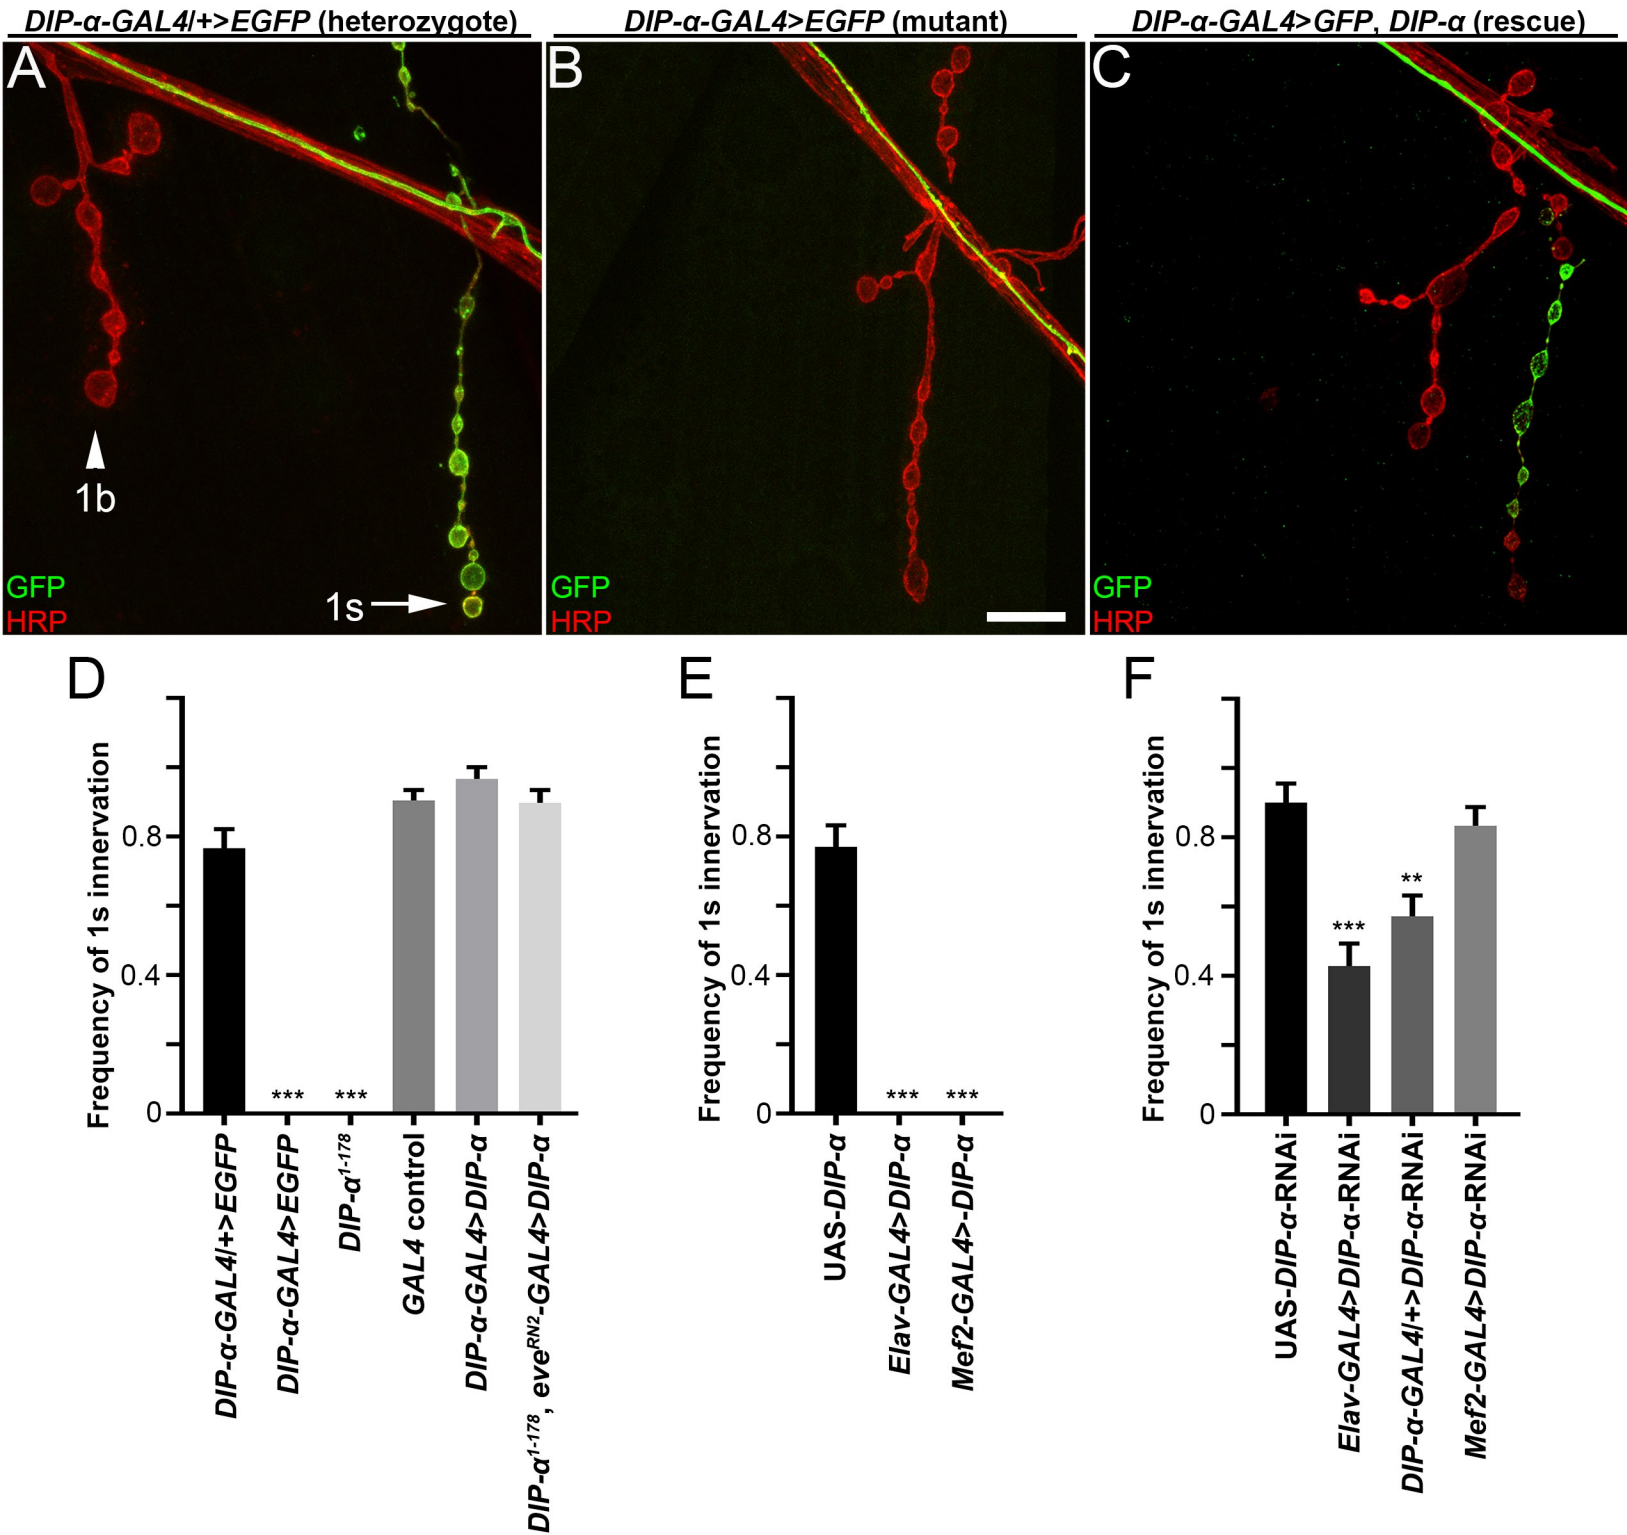 DIP-α-GAL4/+>EGFP (heterozygote)
DIP-α-GAL4>EGFP (mutant)
DIP-α-GAL4>GFP, DIP-α (rescue)
A
1b
1s
GFP
HRP
B
GFP
HRP
C
GFP
HRP
D
Frequency of 1s innervation
0.8
0.4
0
***
***
DIP-α-GAL4/+>EGFP
DIP-α-GAL4>EGFP
DIP-α1-178
GAL4 control
DIP-α-GAL4>DIP-α
DIP-α1-178, eveRN2-GAL4>DIP-α
E
Frequency of 1s innervation
0.8
0.4
0
***
***
UAS-DIP-α
Elav-GAL4>DIP-α
Mef2-GAL4>-DIP-α
F
Frequency of 1s innervation
0.8
0.4
0
***
**
UAS-DIP-α-RNAi
Elav-GAL4>DIP-α-RNAi
DIP-α-GAL4/+>DIP-α-RNAi
Mef2-GAL4>DIP-α-RNAi